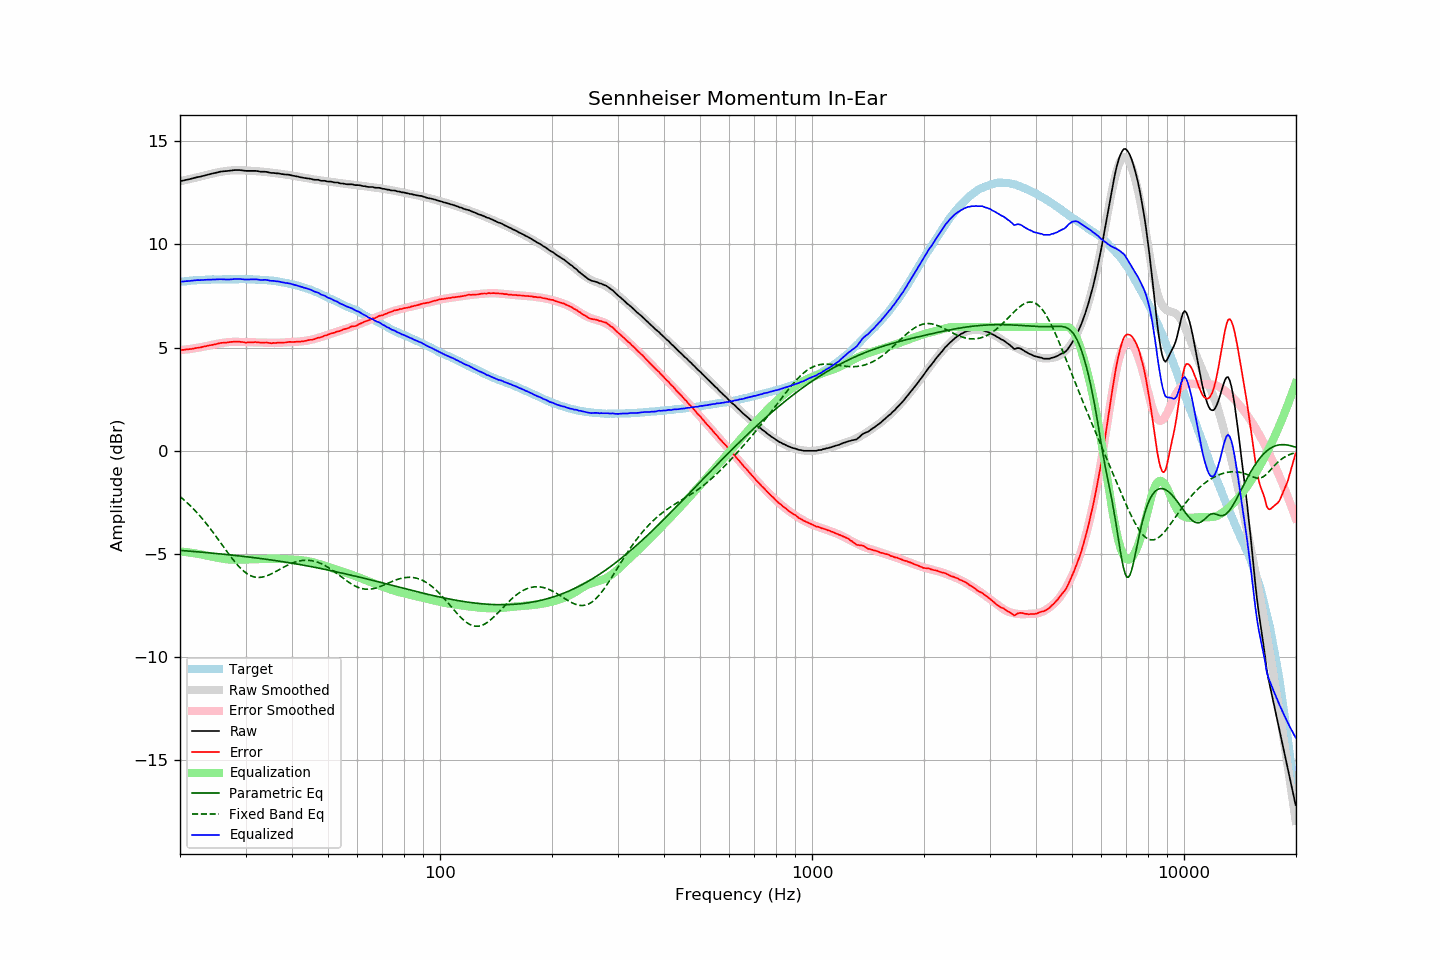 Sennheiser Momentum In-Ear
15
10
5
0
−5
−10
−15
Amplitude (dBr)
Target
Raw Smoothed
Error Smoothed
Raw
Error
Equalization
Parametric Eq
Fixed Band Eq
Equalized
100
1000
10000
Frequency (Hz)